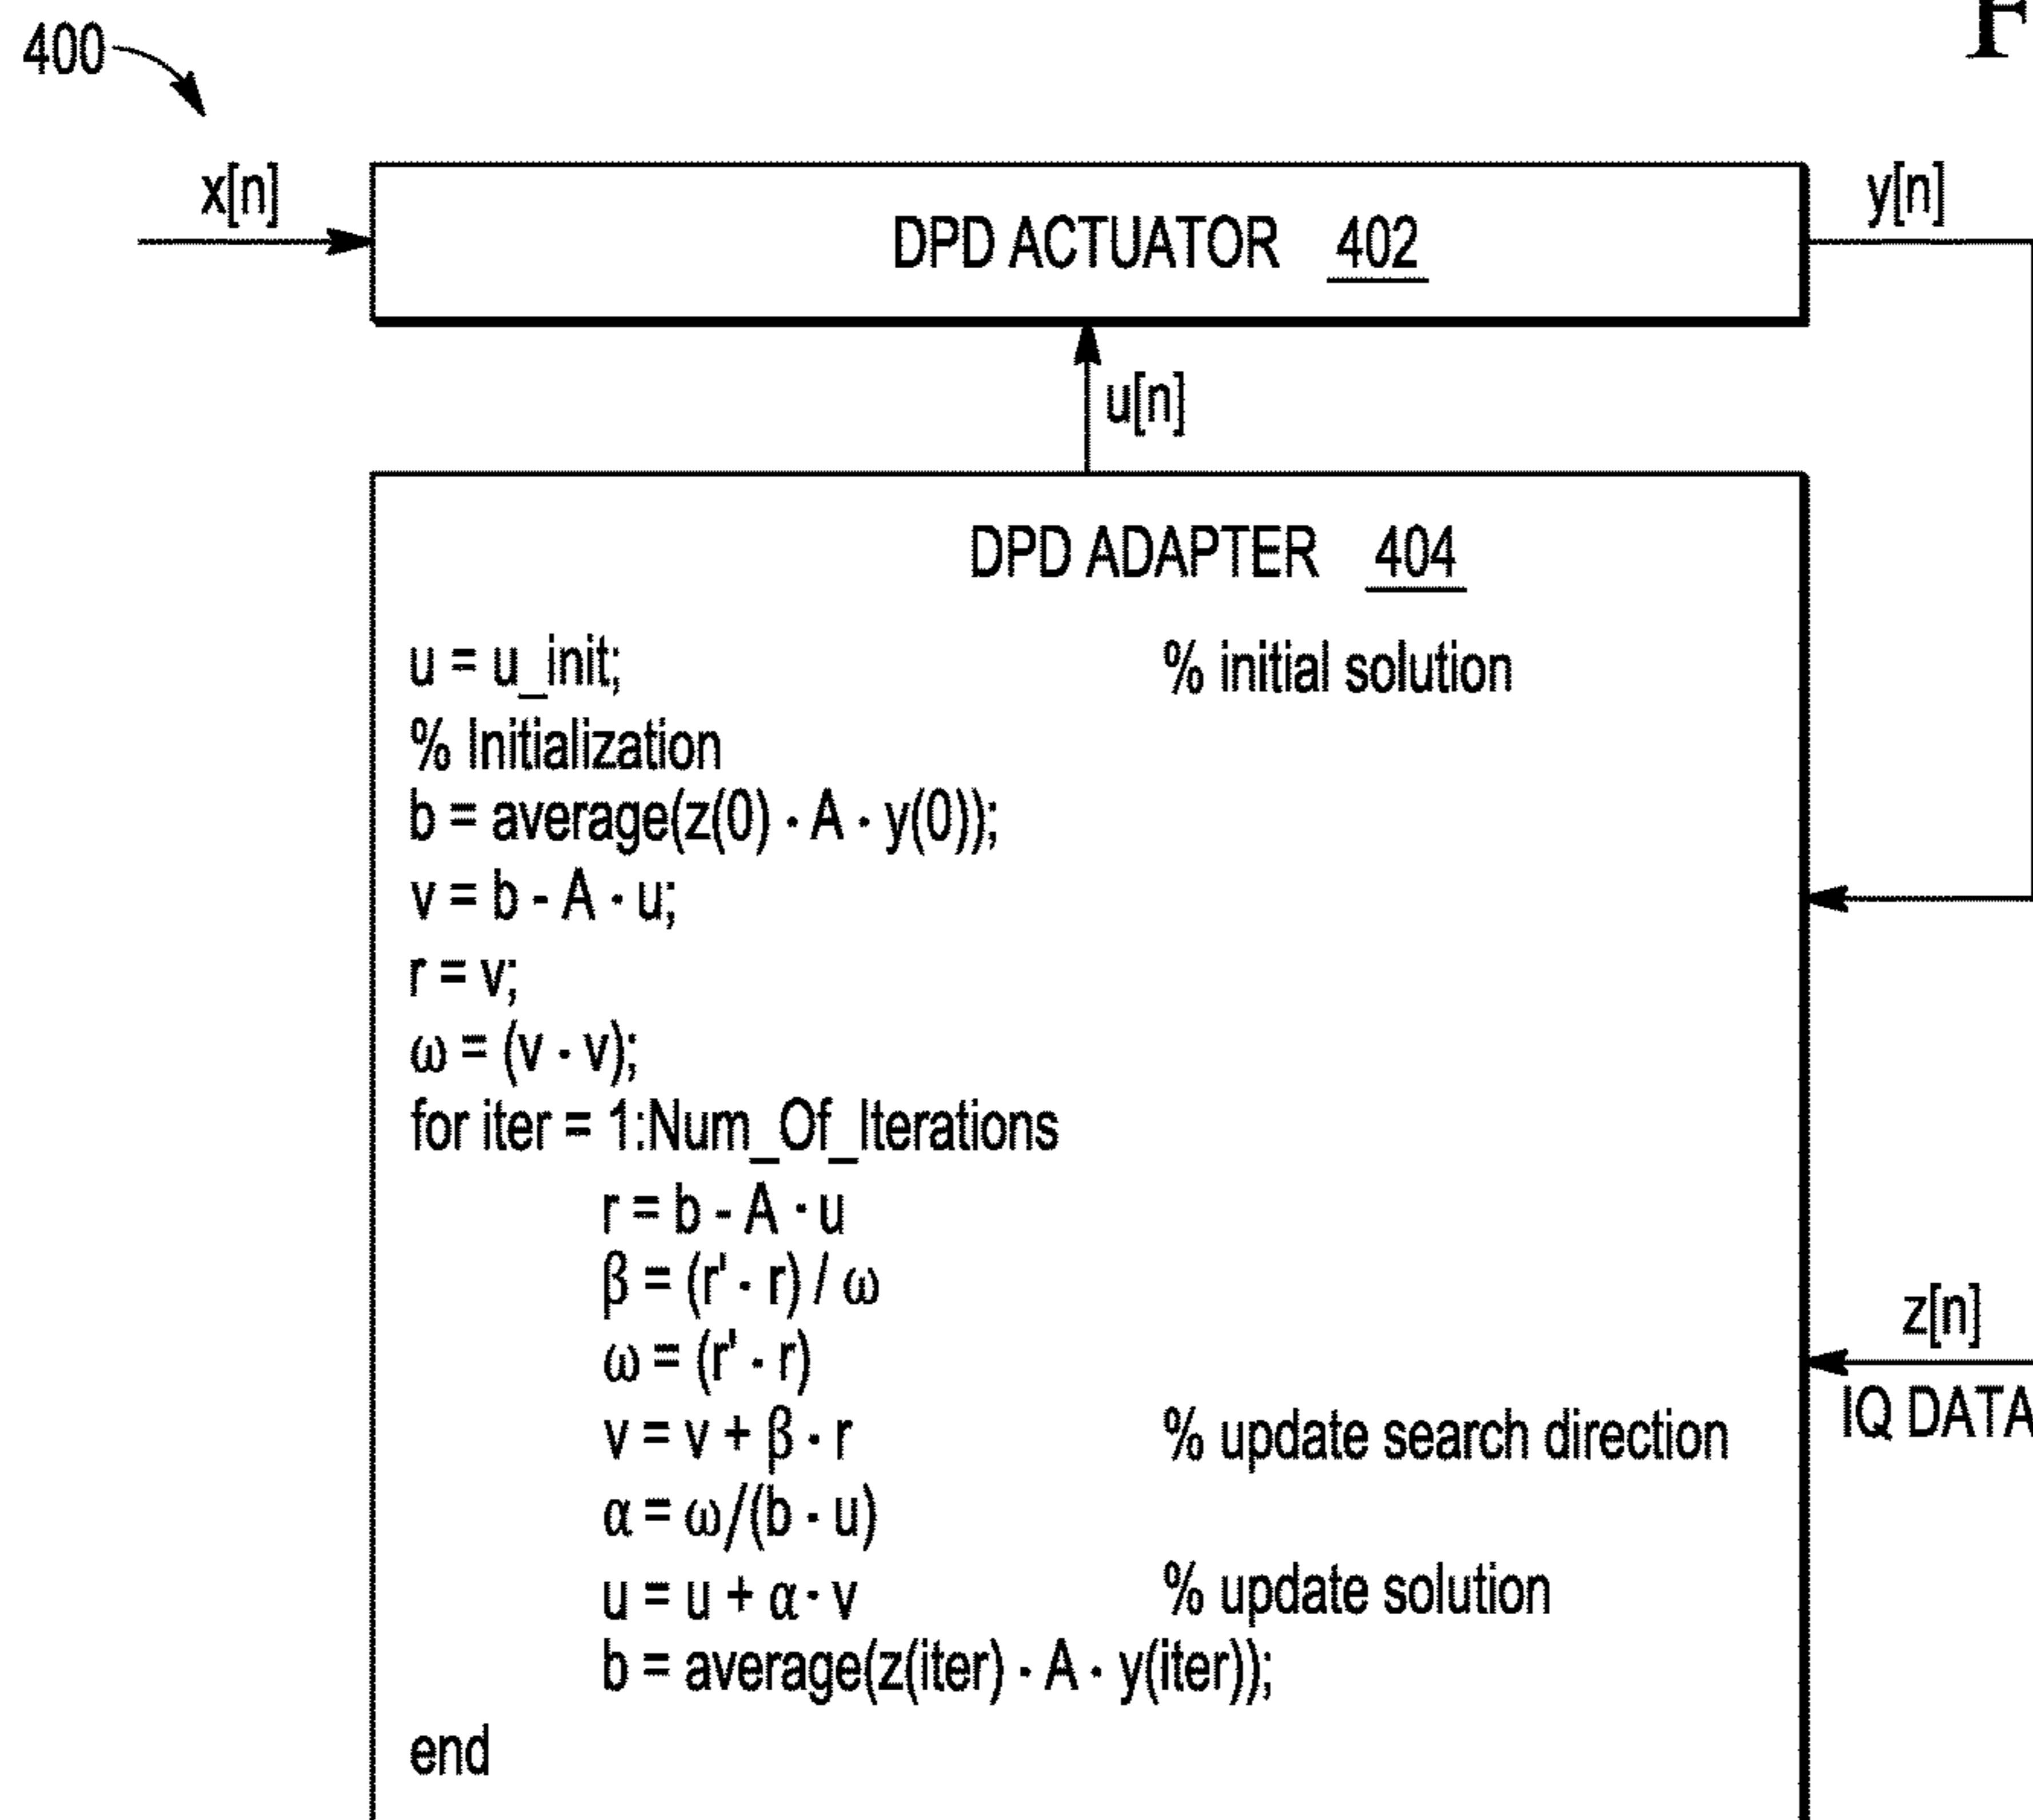 F
400
x[n]
DPD ACTUATOR 402
y[n]
u[n]
DPD ADAPTER 404
u = u_init; % initial solution
% Initialization
b = average(z(0) · A · y(0));
v = b - A · u;
r = v;
ω = (v · v);
for iter = 1:Num_Of_Iterations
r = b - A · u
β = (r' · r) / ω
ω = (r' · r)
v = v + β · r % update search direction
α = ω/(b · u)
u = u + α · v % update solution
b = average(z(iter) · A · y(iter));
end
z[n]
IQ DATA